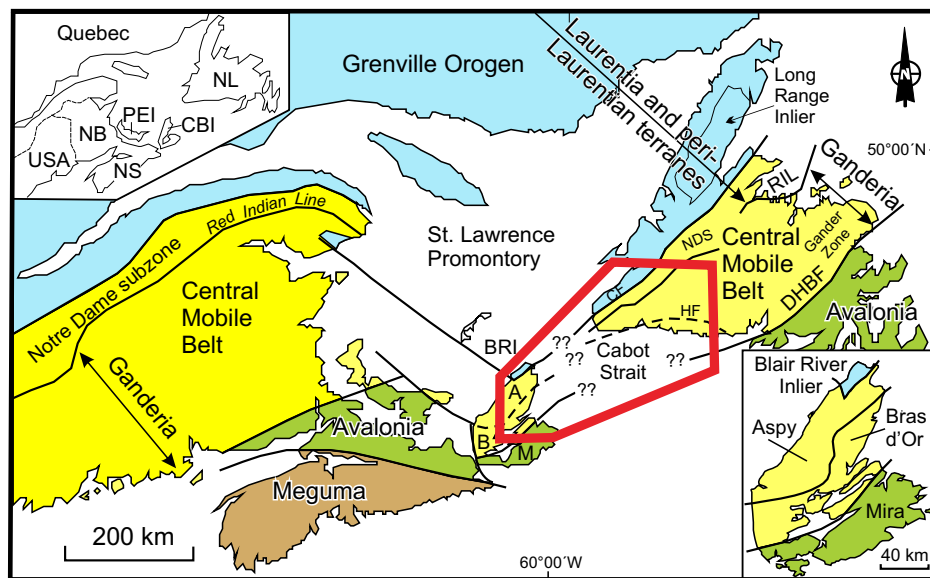 Quebec
NL
PEI
NB
CBI
USA
NS
Grenville Orogen
Laurentia and peri-
Laurentian terranes
Long
Range
Inlier
N
50°00´N
Ganderia
RIL
Gander
Zone
NDS
Central
Mobile
Belt
DHBF
Avalonia
CF
HF
St. Lawrence
Promontory
Red Indian Line
Notre Dame subzone
Central
Mobile
Belt
Ganderia
BRI
??
??
??
??
Cabot
Strait
A
B
M
Avalonia
Meguma
200 km
60°00´W
Blair River
Inlier
Aspy
Bras
d'Or
Mira
40 km